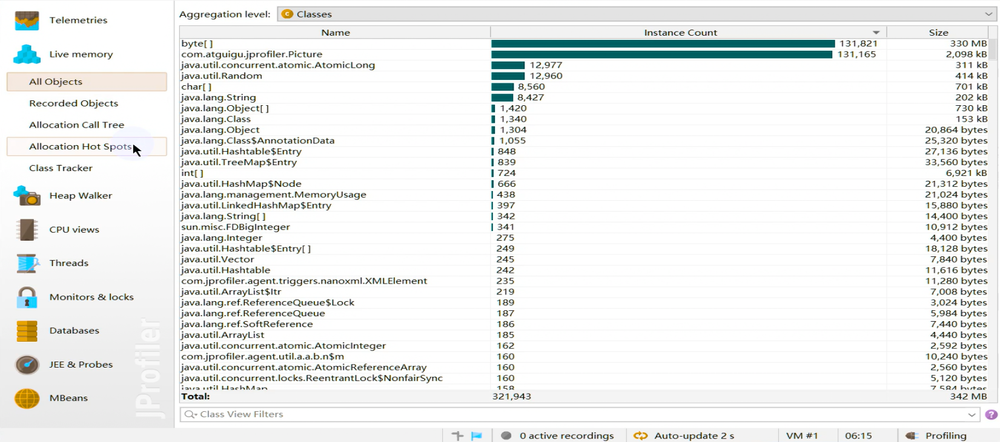 Telemetries
Live memory
All Objects
Recorded Objects
Allocation Call Tree
Allocation Hot Spots
Class Tracker
Heap Walker
CPU views
Threads
Monitors & locks
Databases
JEE & Probes
MBeans
JProfiler
Aggregation level: C Classes
Name Instance Count Size
byte[ ] 131,821 330 MB
com.atguigu.jprofiler.Picture 131,165 2,098 kB
java.util.concurrent.atomic.AtomicLong 12,977 311 kB
java.util.Random 12,960 414 kB
char[ ] 8,560 701 kB
java.lang.String 8,427 202 kB
java.lang.Object[ ] 1,420 730 kB
java.lang.Class 1,340 153 kB
java.lang.Object 1,304 20,864 bytes
java.lang.Class$AnnotationData 1,055 25,320 bytes
java.util.Hashtable$Entry 848 27,136 bytes
java.util.TreeMap$Entry 839 33,560 bytes
int[ ] 724 6,921 kB
java.util.HashMap$Node 666 21,312 bytes
java.lang.management.MemoryUsage 438 21,024 bytes
java.util.LinkedHashMap$Entry 397 15,880 bytes
java.lang.String[ ] 342 14,400 bytes
sun.misc.FDBigInteger 341 10,912 bytes
java.lang.Integer 275 4,400 bytes
java.util.Hashtable$Entry[ ] 249 18,128 bytes
java.util.Vector 245 7,840 bytes
java.util.Hashtable 242 11,616 bytes
com.jprofiler.agent.triggers.nanoxml.XMLElement 235 11,280 bytes
java.util.ArrayList$Itr 219 7,008 bytes
java.lang.ref.ReferenceQueue$Lock 189 3,024 bytes
java.lang.ref.ReferenceQueue 187 5,984 bytes
java.lang.ref.SoftReference 186 7,440 bytes
java.util.ArrayList 185 4,440 bytes
java.util.concurrent.atomic.AtomicInteger 162 2,592 bytes
com.jprofiler.agent.util.a.a.b.n$m 160 10,240 bytes
java.util.concurrent.atomic.AtomicReferenceArray 160 2,560 bytes
java.util.concurrent.locks.ReentrantLock$NonfairSync 160 5,120 bytes
java.util.HashMap 158 7,584 bytes
Total: 321,943 342 MB
Class View Filters ?
0 active recordings Auto-update 2 s VM #1 06:15 Profiling